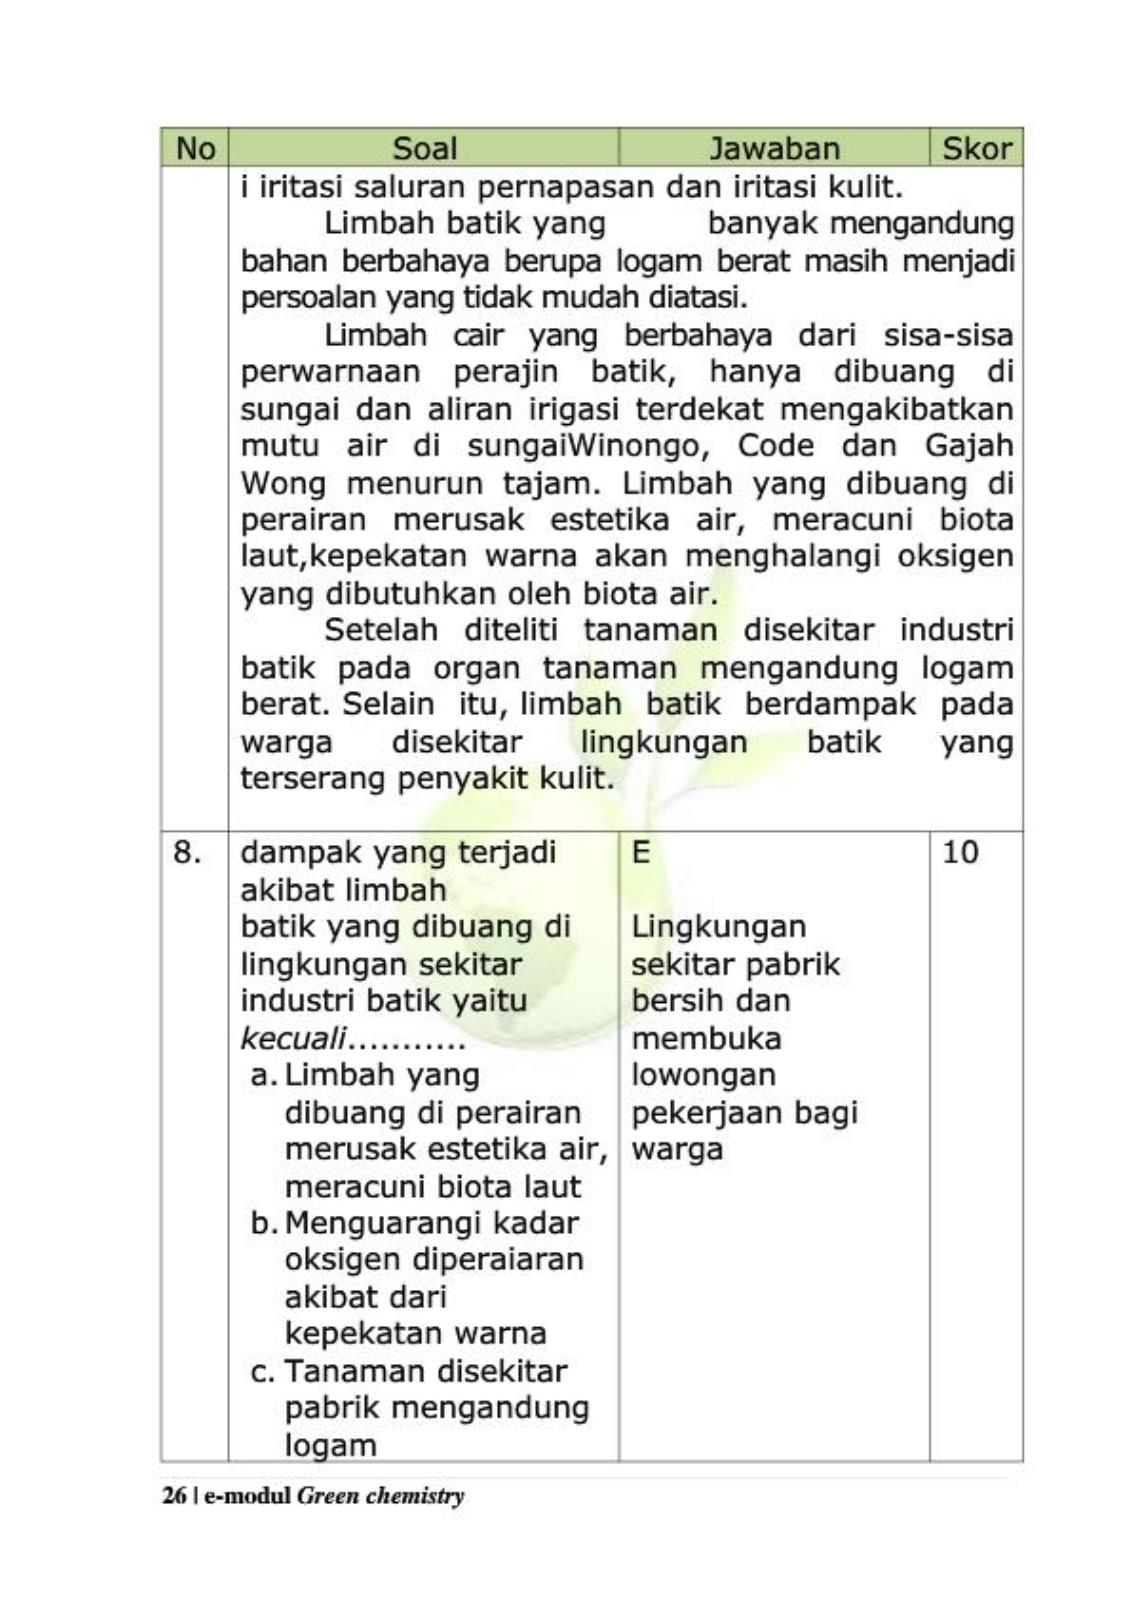 No Soal Jawaban Skor
i iritasi saluran pernapasan dan iritasi kulit.
Limbah batik yang banyak mengandung
bahan berbahaya berupa logam berat masih menjadi
persoalan yang tidak mudah diatasi.
Limbah cair yang berbahaya dari sisa-sisa
perwarnaan perajin batik, hanya dibuang di
sungai dan aliran irigasi terdekat mengakibatkan
mutu air di sungaiWinongo, Code dan Gajah
Wong menurun tajam. Limbah yang dibuang di
perairan merusak estetika air, meracuni biota
laut,kepekatan warna akan menghalangi oksigen
yang dibutuhkan oleh biota air.
Setelah diteliti tanaman disekitar industri
batik pada organ tanaman mengandung logam
berat. Selain itu, limbah batik berdampak pada
warga disekitar lingkungan batik yang
terserang penyakit kulit.
8.
dampak yang terjadi
akibat limbah
batik yang dibuang di
lingkungan sekitar
industri batik yaitu
kecuali...........
a. Limbah yang
dibuang di perairan
merusak estetika air,
meracuni biota laut
b. Menguarangi kadar
oksigen diperaiaran
akibat dari
kepekatan warna
c. Tanaman disekitar
pabrik mengandung
logam
E
Lingkungan
sekitar pabrik
bersih dan
membuka
lowongan
pekerjaan bagi
warga
10
26 | e-modul Green chemistry